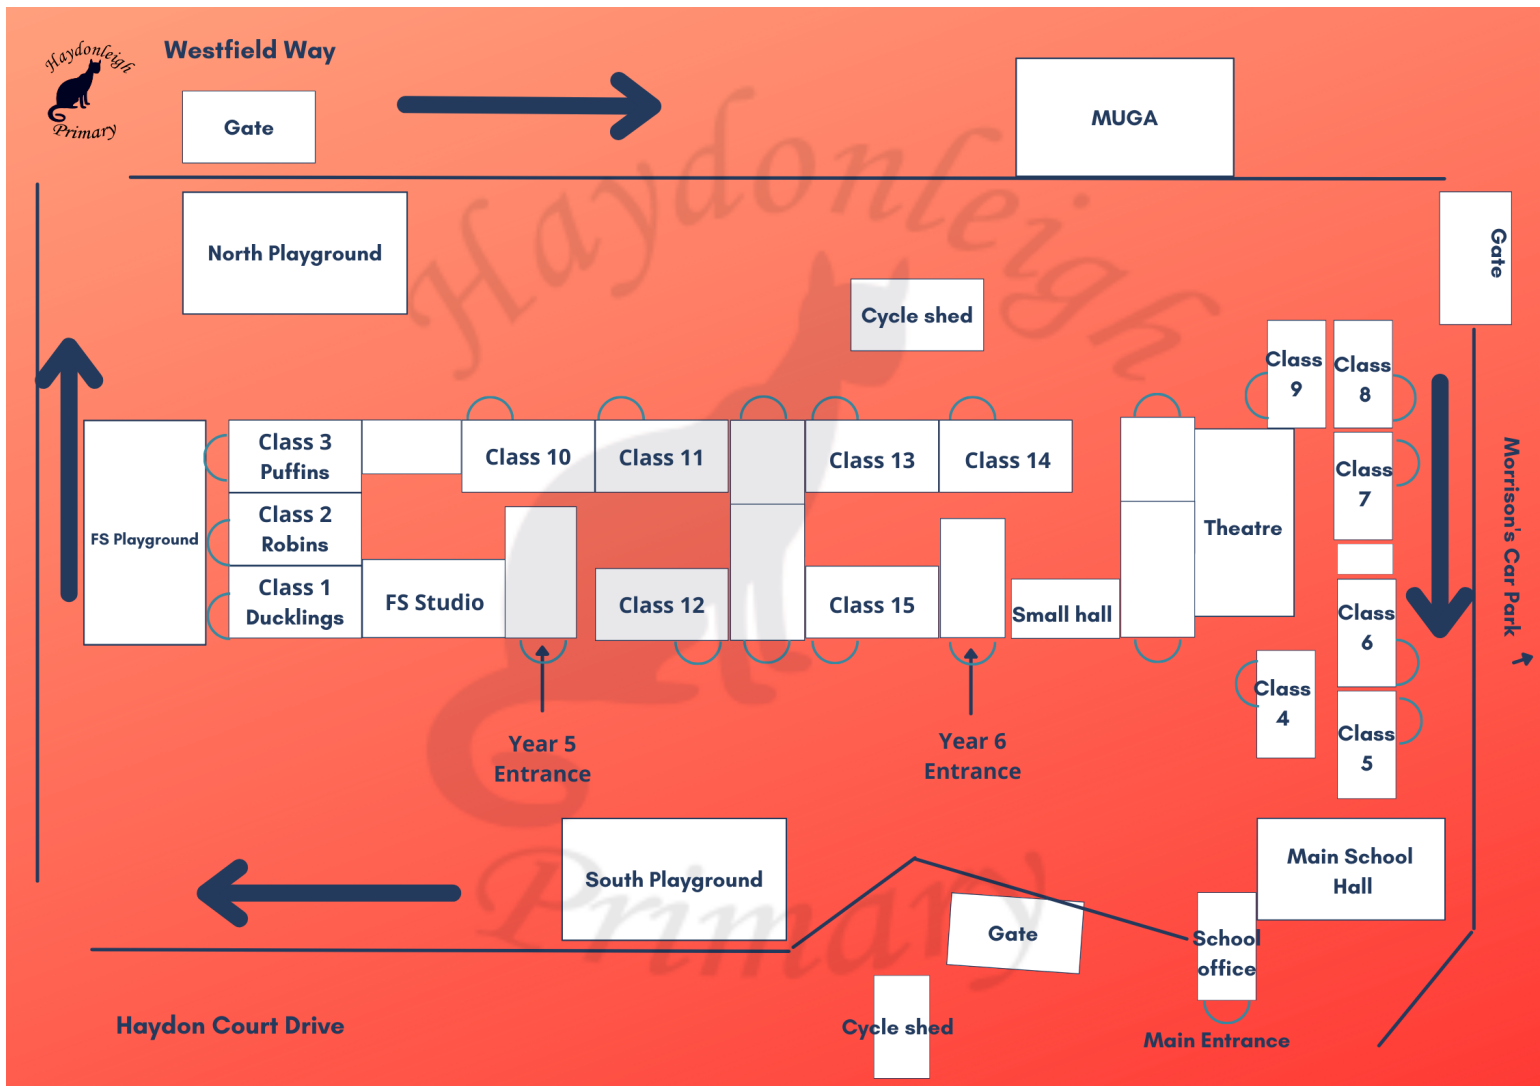 Haydonleigh
Primary
Westfield Way
Gate
MUGA
North Playground
Gate
Haydonleigh
Cycle shed
Class
9
Class
8
Class 3
Puffins
Class 10
Class 11
Class 13
Class 14
Class
7
Morrison's Car Park
FS Playground
Class 2
Robins
Theatre
Class 1
Ducklings
FS Studio
Class 12
Class 15
Small hall
Class
6
Class
4
Class
5
Year 5
Entrance
Year 6
Entrance
South Playground
Primary
Main School
Hall
Gate
School
office
Cycle shed
Main Entrance
Haydon Court Drive